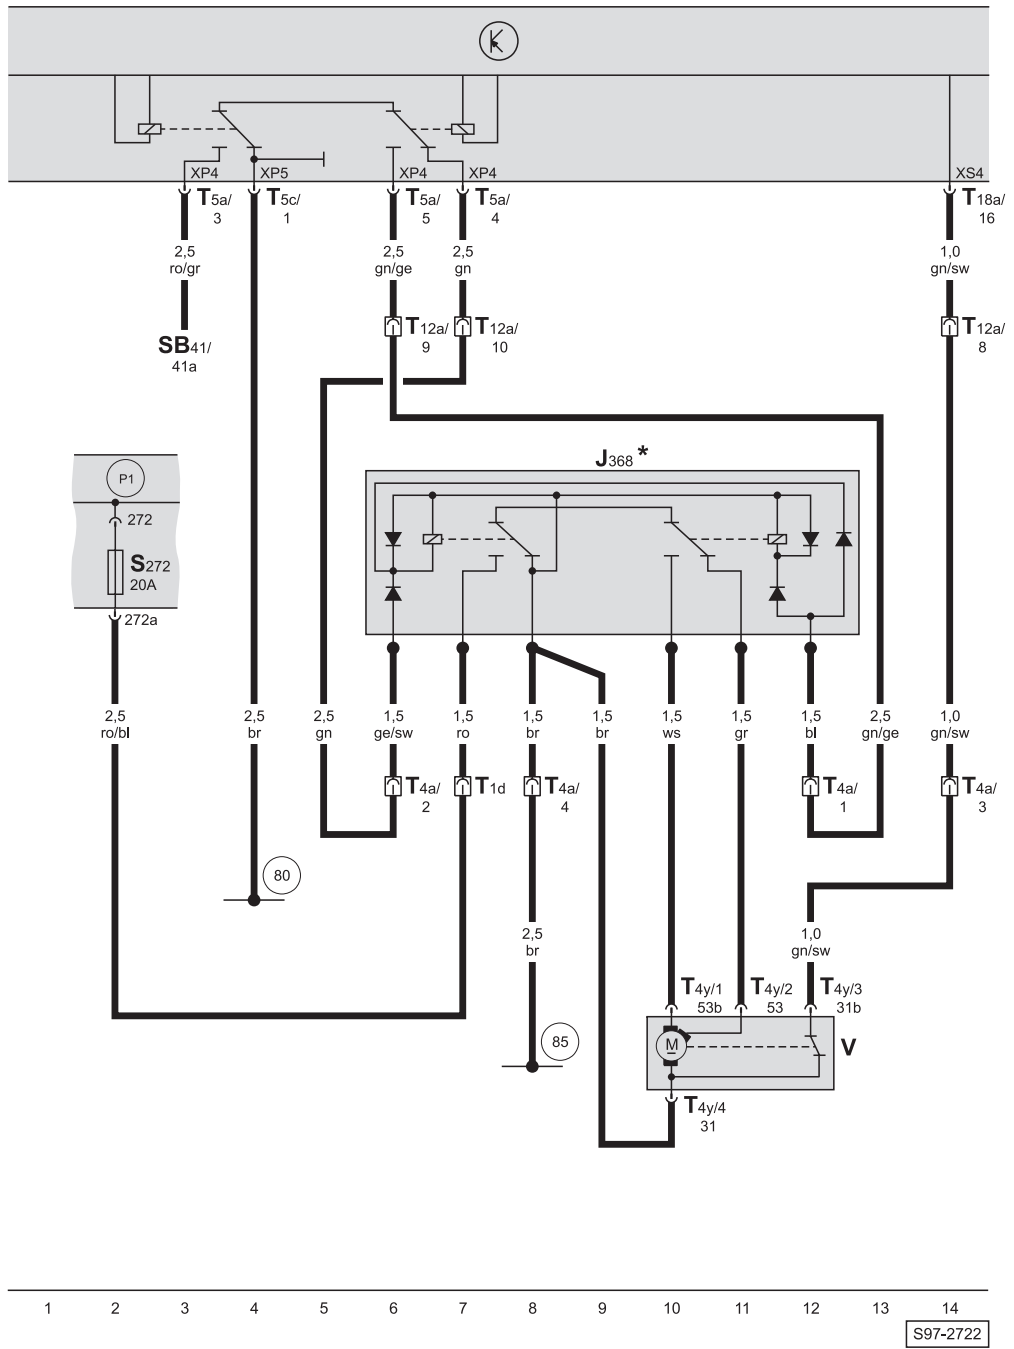 XP4 XP5 XP4 XP4 XS4
T5a/ T5c/ T5a/ T5a/ T18a/
3 1 5 4 16
2,5 2,5 2,5 1,0
ro/gr gn/ge gn gn/sw
T12a/ T12a/ T12a/
9 10 8
SB41/
41a
J368 *
P1
272
S272
20A
272a
2,5 2,5 2,5 1,5 1,5 1,5 1,5 1,5 1,5 1,5 2,5 1,0
ro/bl br gn ge/sw ro br br ws gr bl gn/ge gn/sw
T4a/ T1d T4a/ T4a/ T4a/
2 4 1 3
80
2,5 1,0
br gn/sw
T4y/1 T4y/2 T4y/3
53b 53 31b
85
M
V
T4y/4
31
1 2 3 4 5 6 7 8 9 10 11 12 13 14
S97-2722